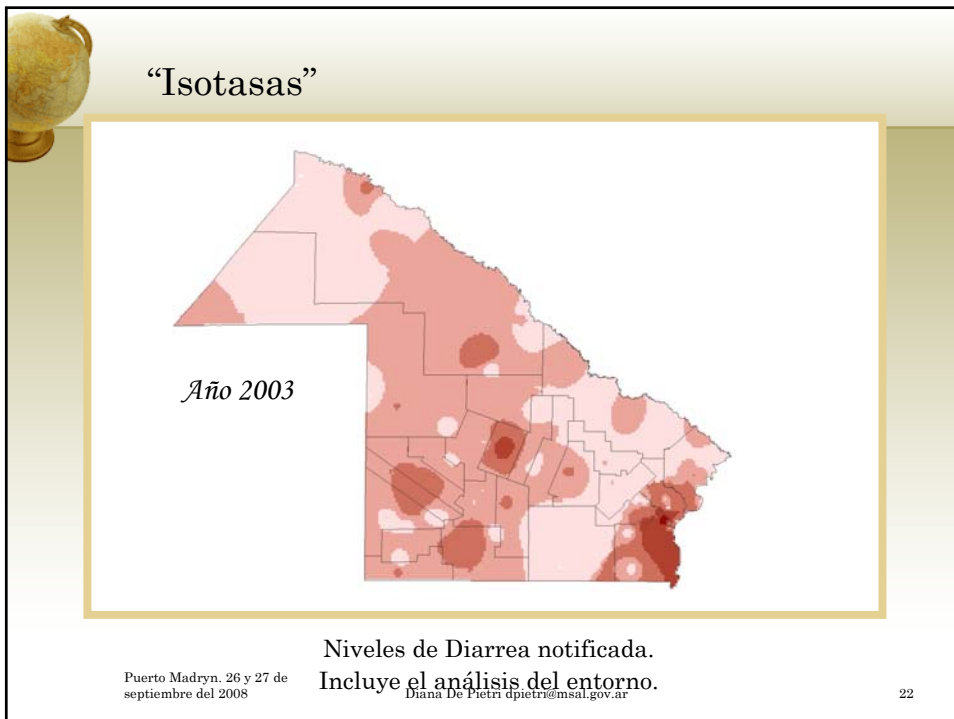 “Isotasas”
Año 2003
Niveles de Diarrea notificada.
Incluye el análisis del entorno.
Puerto Madryn. 26 y 27 de
septiembre del 2008
Diana De Pietri dpietri@msal.gov.ar
22